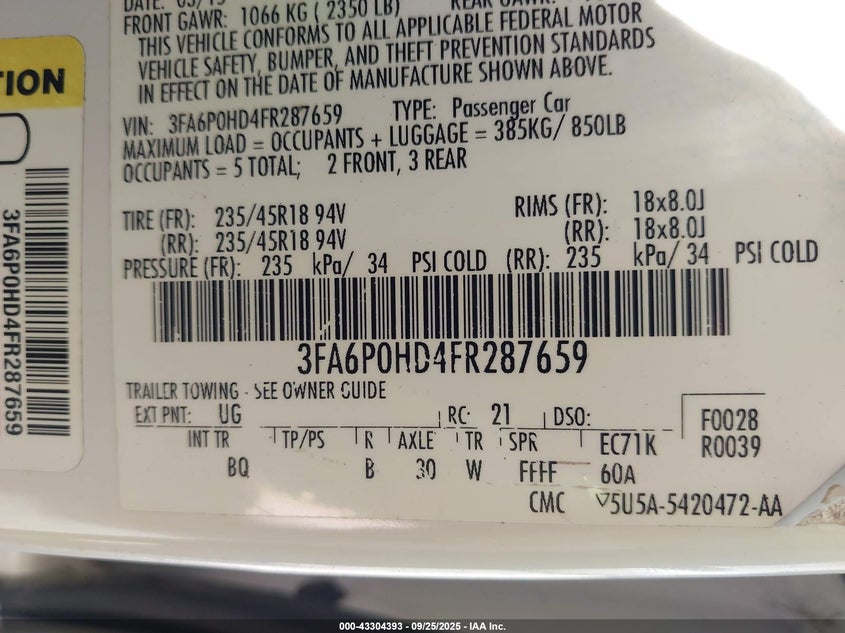 FRONT GAWR: 1066 KG ( 2350 LB)
THIS VEHICLE CONFORMS TO ALL APPLICABLE FEDERAL MOTOR
VEHICLE SAFETY, BUMPER, AND THEFT PREVENTION STANDARDS
IN EFFECT ON THE DATE OF MANUFACTURE SHOWN ABOVE.
VIN: 3FA6P0HD4FR287659 TYPE: Passenger Car
MAXIMUM LOAD = OCCUPANTS + LUGGAGE = 385KG/ 850LB
OCCUPANTS = 5 TOTAL; 2 FRONT, 3 REAR
TIRE (FR): 235/45R18 94V RIMS (FR): 18x8.0J
(RR): 235/45R18 94V (RR): 18x8.0J
PRESSURE (FR): 235 kPa/ 34 PSI COLD (RR): 235 kPa/ 34 PSI COLD
3FA6P0HD4FR287659
TRAILER TOWING - SEE OWNER GUIDE
EXT PNT: UG RC: 21 DSO: F0028
INT TR TP/PS R AXLE TR SPR EC71K R0039
BQ B 30 W FFFF 60A
CMC 5U5A-5420472-AA
3FA6P0HD4FR287659
000-43304393 - 09/25/2025 - IAA Inc.